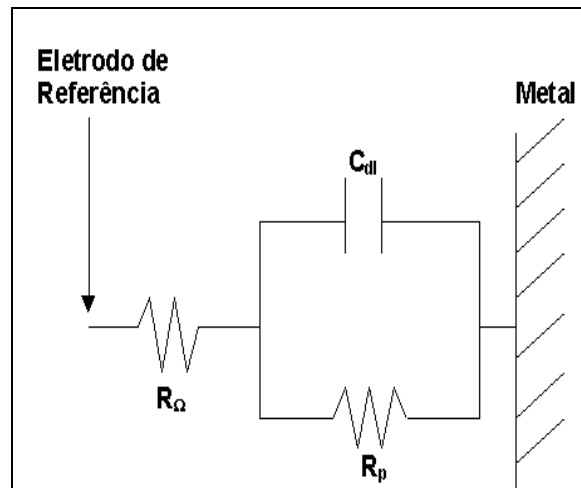 Eletrodo de
Referência
Metal
Cdl
RΩ
Rp